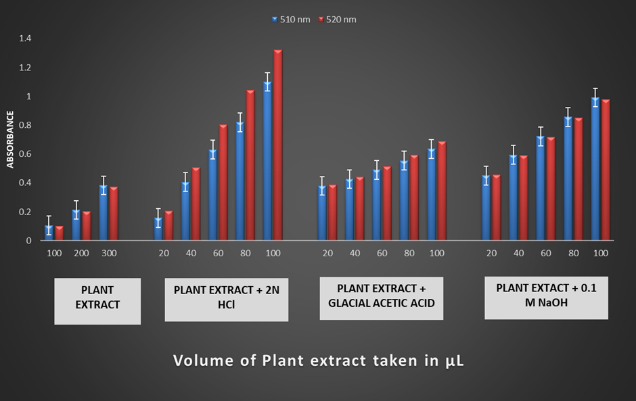 510 nm 520 nm
1.4
1.2
1
0.8
0.6
0.4
0.2
0
ABSORBANCE
100 200 300 20 40 60 80 100 20 40 60 80 100 20 40 60 80 100
PLANT
EXTRACT
PLANT EXTRACT + 2N
HCl
PLANT EXTRACT +
GLACIAL ACETIC ACID
PLANT EXTACT + 0.1
M NaOH
Volume of Plant extract taken in µL